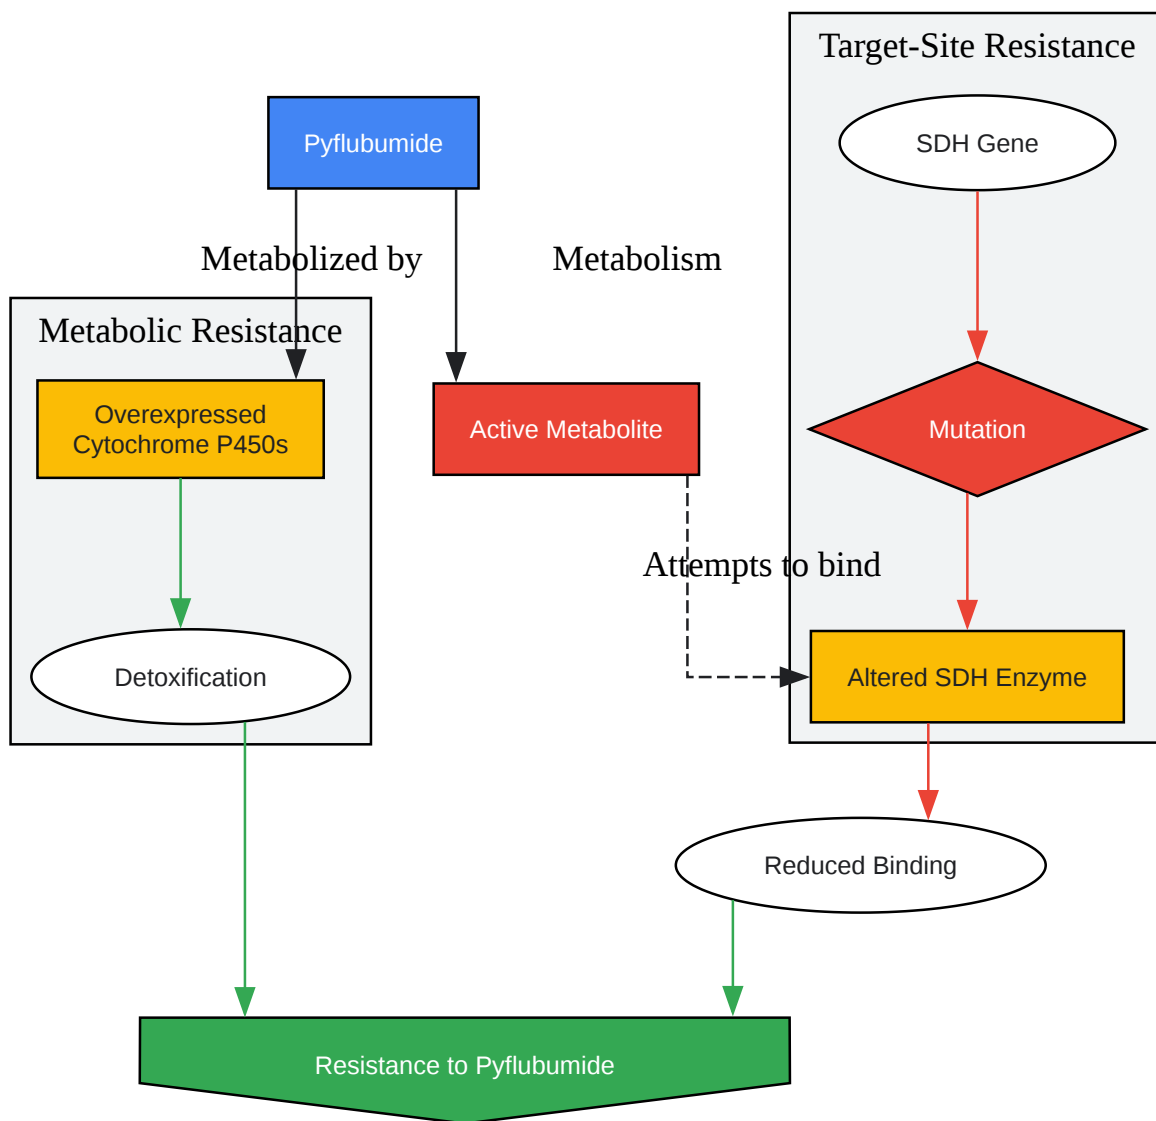 Target-Site Resistance
Pyflubumide
SDH Gene
Metabolized by
Metabolism
Metabolic Resistance
Overexpressed
Cytochrome P450s
Active Metabolite
Mutation
Attempts to bind
Detoxification
Altered SDH Enzyme
Reduced Binding
Resistance to Pyflubumide